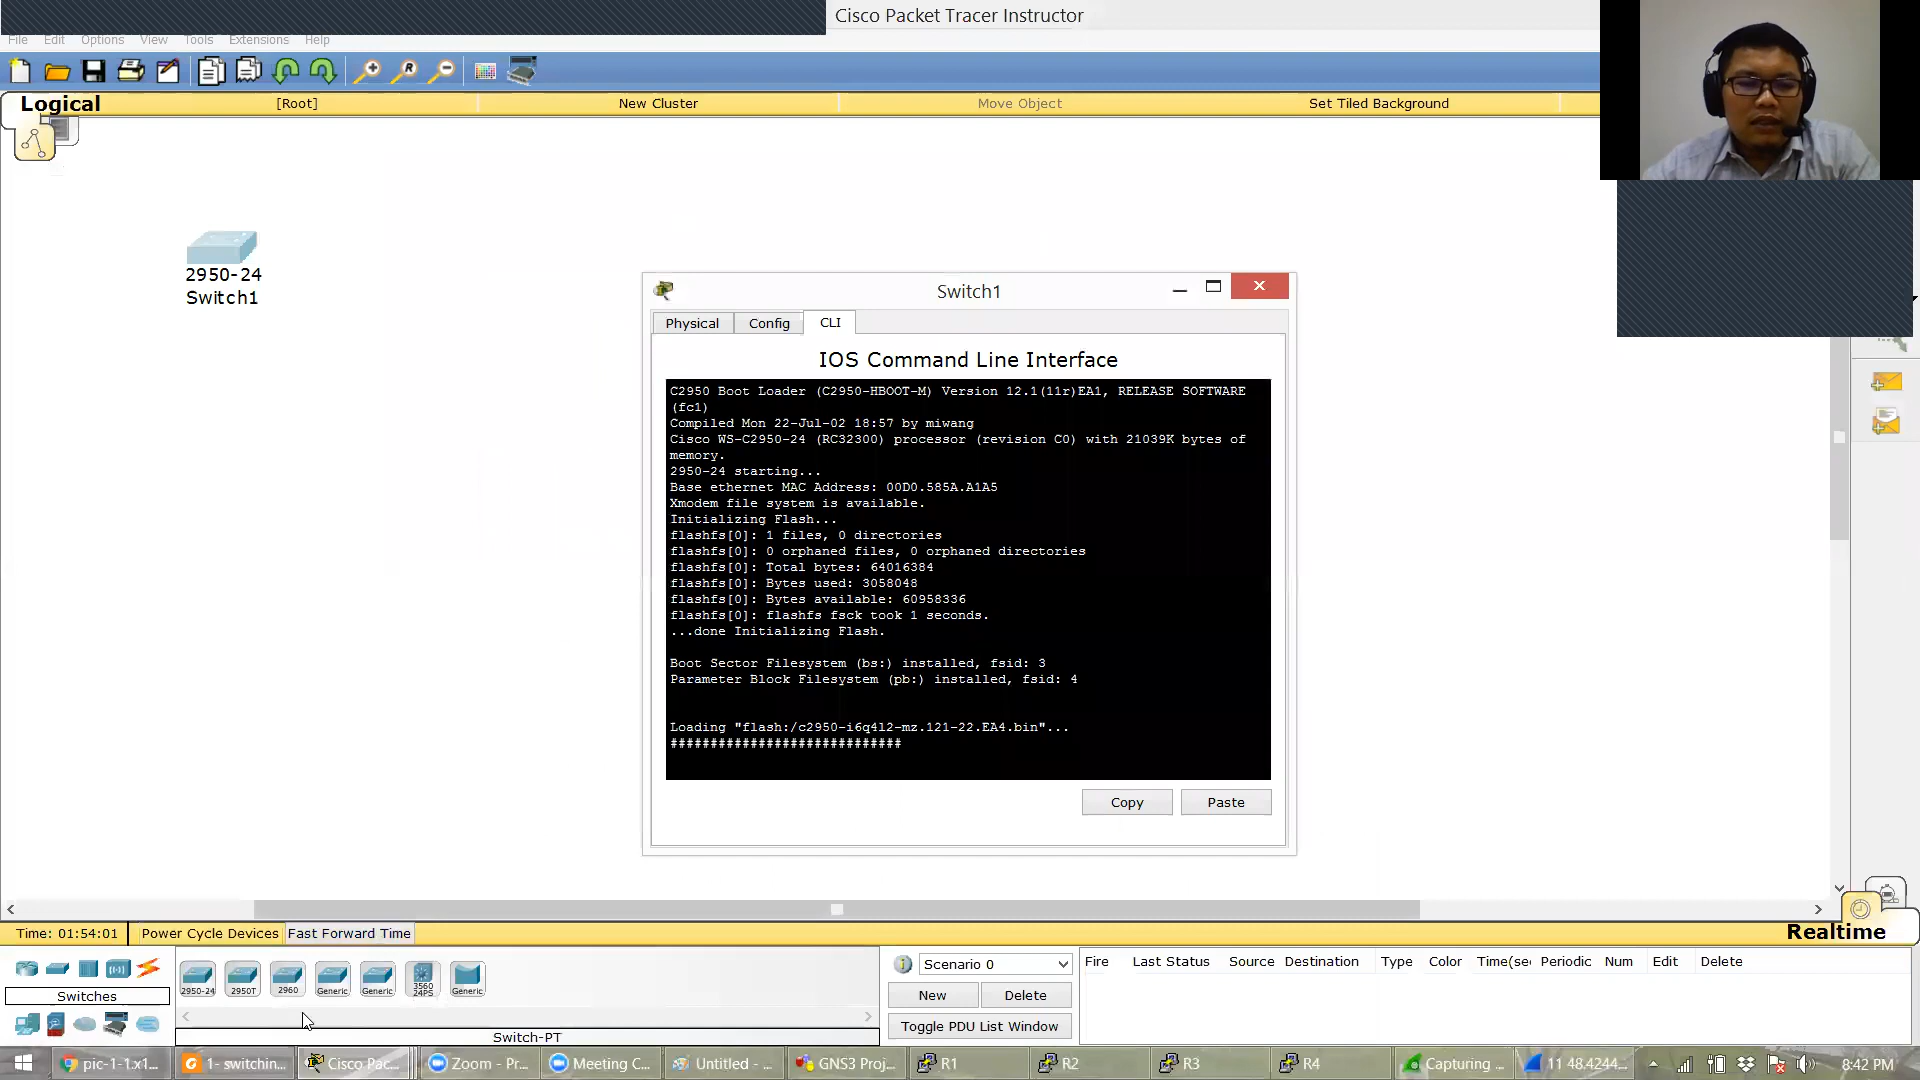 Cisco Packet Tracer Instructor
File Edit Options View Tools Extensions Help
Logical [Root] New Cluster Move Object Set Tiled Background
2950-24
Switch1
Switch1
Physical Config CLI
IOS Command Line Interface
C2950 Boot Loader (C2950-HBOOT-M) Version 12.1(11r)EA1, RELEASE SOFTWARE
(fc1)
Compiled Mon 22-Jul-02 18:57 by miwang
Cisco WS-C2950-24 (RC32300) processor (revision C0) with 21039K bytes of
memory.
2950-24 starting...
Base ethernet MAC Address: 00D0.585A.A1A5
Xmodem file system is available.
Initializing Flash...
flashfs[0]: 1 files, 0 directories
flashfs[0]: 0 orphaned files, 0 orphaned directories
flashfs[0]: Total bytes: 64016384
flashfs[0]: Bytes used: 3058048
flashfs[0]: Bytes available: 60958336
flashfs[0]: flashfs fsck took 1 seconds.
...done Initializing Flash.
Boot Sector Filesystem (bs:) installed, fsid: 3
Parameter Block Filesystem (pb:) installed, fsid: 4
Loading "flash:/c2950-i6q4l2-mz.121-22.EA4.bin"...
#############################
Copy Paste
Time: 01:54:01 Power Cycle Devices Fast Forward Time
Realtime
Switches
2950-24 2950T 2960 Generic Generic 3560 24PS Generic
Switch-PT
Scenario 0
New Delete
Toggle PDU List Window
Fire Last Status Source Destination Type Color Time(sec Periodic Num Edit Delete
pic-1-1.x1... 1- switchin... Cisco Pac... Zoom - Pr... Meeting C... Untitled - ... GNS3 Proj... R1 R2 R3 R4 Capturing ... 11 48.4244... 8:42 PM